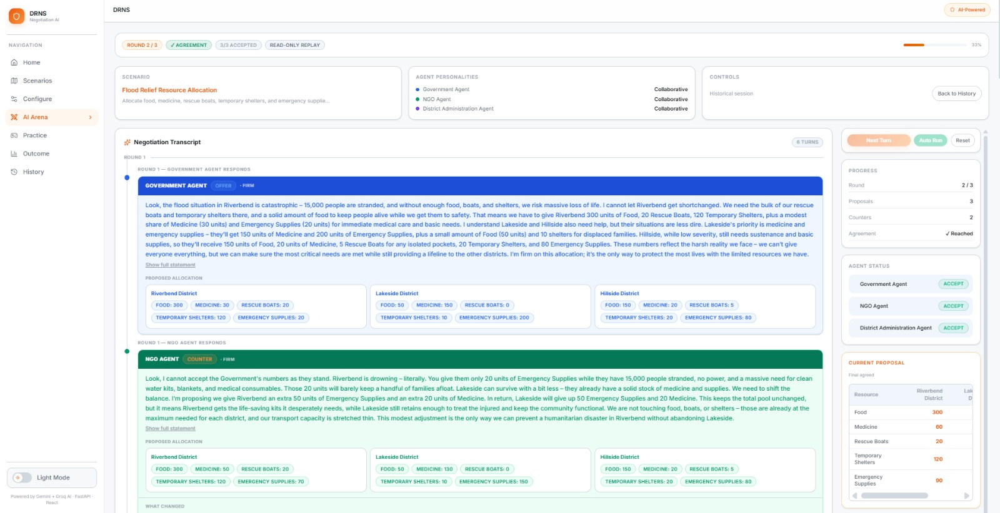 DRNS
Negotiation AI
NAVIGATION
Home
Scenarios
Configure
AI Arena
Practice
Outcome
History
Light Mode
Powered by Gemini + Groq AI · FastAPI ·
React
DRNS
AI-Powered
ROUND 2 / 3
✓ AGREEMENT
3/3 ACCEPTED
READ-ONLY REPLAY
33%
SCENARIO
Flood Relief Resource Allocation
Allocate food, medicine, rescue boats, temporary shelters, and emergency supplie...
AGENT PERSONALITIES
Government Agent Collaborative
NGO Agent Collaborative
District Administration Agent Collaborative
CONTROLS
Historical session
Back to History
Negotiation Transcript
6 TURNS
ROUND 1
ROUND 1 — GOVERNMENT AGENT RESPONDS
GOVERNMENT AGENT OFFER · FIRM
Look, the flood situation in Riverbend is catastrophic – 15,000 people are stranded, and without enough food, boats, and shelters, we risk massive loss of life. I cannot let Riverbend get shortchanged. We need the bulk of our rescue
boats and temporary shelters there, and a solid amount of food to keep people alive while we get them to safety. That means we have to give Riverbend 300 units of Food, 20 Rescue Boats, 120 Temporary Shelters, plus a modest
share of Medicine (30 units) and Emergency Supplies (20 units) for immediate medical care and basic needs. I understand Lakeside and Hillside also need help, but their situations are less dire. Lakeside's priority is medicine and
emergency supplies – they'll get 150 units of Medicine and 200 units of Emergency Supplies, plus a small amount of Food (50 units) and 10 shelters for displaced families. Hillside, while low severity, still needs sustenance and basic
supplies, so they'll receive 150 units of Food, 20 units of Medicine, 5 Rescue Boats for any isolated pockets, 20 Temporary Shelters, and 80 Emergency Supplies. These numbers reflect the harsh reality we face – we can't give
everyone everything, but we can make sure the most critical needs are met while still providing a lifeline to the other districts. I'm firm on this allocation; it's the only way to protect the most lives with the limited resources we have.
Show full statement
PROPOSED ALLOCATION
Riverbend District
FOOD: 300 MEDICINE: 30 RESCUE BOATS: 20
TEMPORARY SHELTERS: 120 EMERGENCY SUPPLIES: 20
Lakeside District
FOOD: 50 MEDICINE: 150 RESCUE BOATS: 0
TEMPORARY SHELTERS: 10 EMERGENCY SUPPLIES: 200
Hillside District
FOOD: 150 MEDICINE: 20 RESCUE BOATS: 5
TEMPORARY SHELTERS: 20 EMERGENCY SUPPLIES: 80
ROUND 1 — NGO AGENT RESPONDS
NGO AGENT COUNTER · FIRM
Look, I cannot accept the Government's numbers as they stand. Riverbend is drowning – literally. You give them only 20 units of Emergency Supplies while they have 15,000 people stranded, no power, and a massive need for clean
water kits, blankets, and medical consumables. Those 20 units will barely keep a handful of families afloat. Lakeside can survive with a bit less – they already have a solid stock of medicine and supplies. We need to shift the
balance. I'm proposing we give Riverbend an extra 50 units of Emergency Supplies and an extra 20 units of Medicine. In return, Lakeside will give up 50 Emergency Supplies and 20 Medicine. This keeps the total pool unchanged,
but it means Riverbend gets the life-saving kits it desperately needs, while Lakeside still retains enough to treat the injured and keep the community functional. We are not touching food, boats, or shelters – those are already at the
maximum needed for each district, and our transport capacity is stretched thin. This modest adjustment is the only way we can prevent a humanitarian disaster in Riverbend without abandoning Lakeside.
Show full statement
PROPOSED ALLOCATION
Riverbend District
FOOD: 300 MEDICINE: 50 RESCUE BOATS: 20
TEMPORARY SHELTERS: 120 EMERGENCY SUPPLIES: 70
Lakeside District
FOOD: 50 MEDICINE: 130 RESCUE BOATS: 0
TEMPORARY SHELTERS: 10 EMERGENCY SUPPLIES: 150
Hillside District
FOOD: 150 MEDICINE: 20 RESCUE BOATS: 5
TEMPORARY SHELTERS: 20 EMERGENCY SUPPLIES: 80
WHAT CHANGED
Next Turn Auto Run Reset
PROGRESS
Round 2 / 3
Proposals 3
Counters 2
Agreement ✓ Reached
AGENT STATUS
Government Agent ACCEPT
NGO Agent ACCEPT
District Administration Agent ACCEPT
CURRENT PROPOSAL
Final agreed
Resource Riverbend Lak
District D
Food 300
Medicine 60
Rescue Boats 20
Temporary
Shelters 120
Emergency
Supplies 90